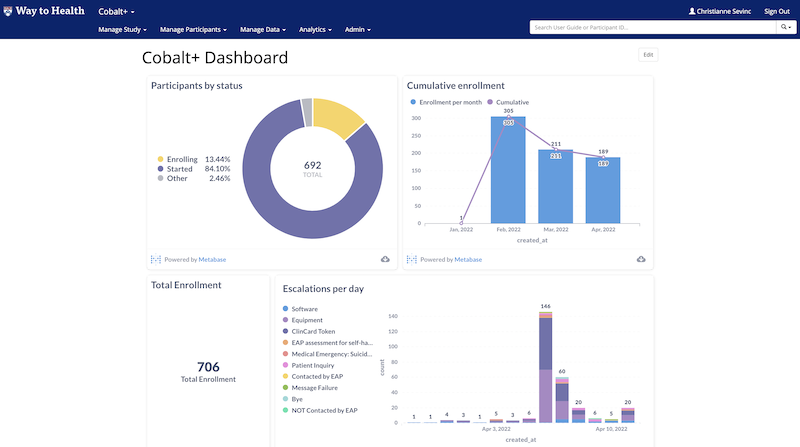 Way to Health Cobalt+ Christianne Sevinc Sign Out
Manage Study Manage Participants Manage Data Analytics Admin
Search User Guide or Participant ID...
Cobalt+ Dashboard
Edit
Participants by status
Enrolling 13.44%
Started 84.10%
Other 2.46%
692
TOTAL
Powered by Metabase
Cumulative enrollment
Enrollment per month Cumulative
300
250
200
150
100
50
0
1
305
305
211
211
189
189
Jan, 2022 Feb, 2022 Mar, 2022 Apr, 2022
created_at
Powered by Metabase
Total Enrollment
706
Total Enrollment
Escalations per day
Software
Equipment
ClinCard Token
EAP assessment for self-ha...
Medical Emergency: Suicid...
Patient Inquiry
Contacted by EAP
Message Failure
Bye
NOT Contacted by EAP
count
140
120
100
80
60
40
20
0
1 1 4 3 1 5 3 6 146 60 20 6 5 20
Apr 3, 2022 Apr 10, 2022
created_at